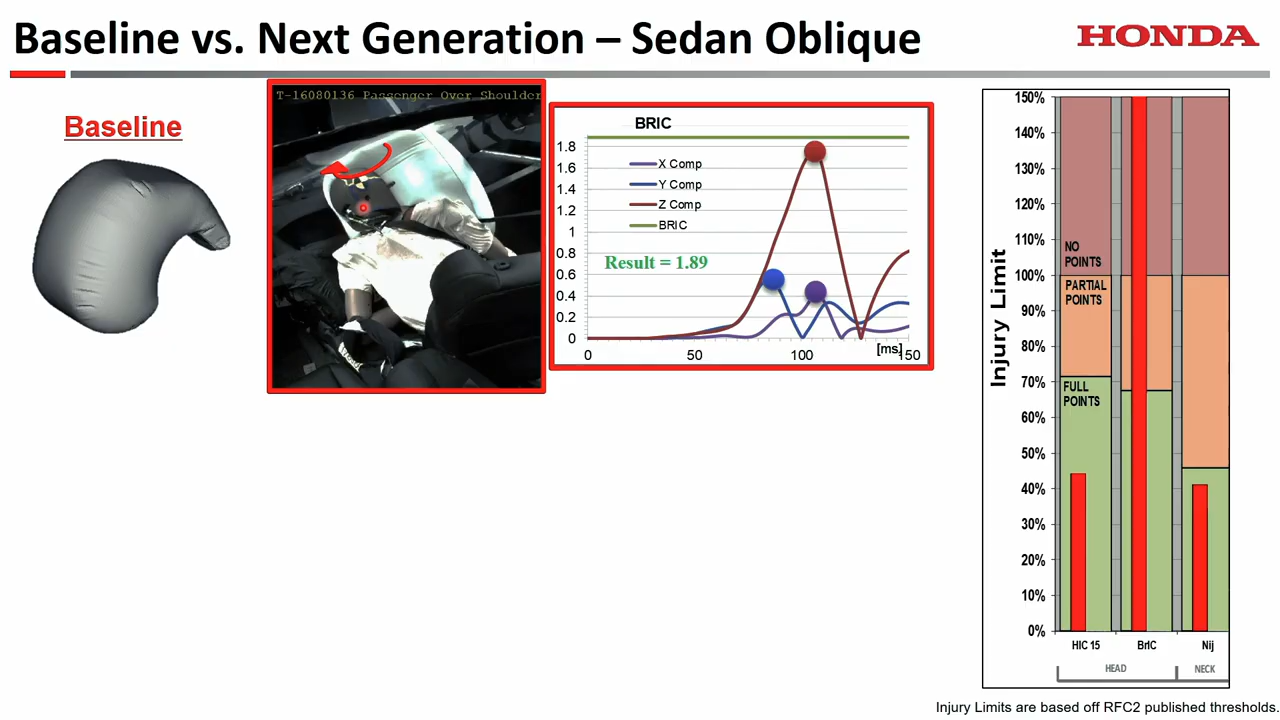 Baseline vs. Next Generation – Sedan Oblique
HONDA
Baseline
T-16080136 Passenger Over Shoulder
BRIC
1.8
1.6
1.4
1.2
1
0.8
0.6
0.4
0.2
0
X Comp
Y Comp
Z Comp
BRIC
Result = 1.89
0
50
100
150
[ms]
Injury Limit
150%
140%
130%
120%
110%
100%
90%
80%
70%
60%
50%
40%
30%
20%
10%
0%
NO
POINTS
PARTIAL
POINTS
FULL
POINTS
HIC 15
BrIC
Nij
HEAD
NECK
Injury Limits are based off RFC2 published thresholds.